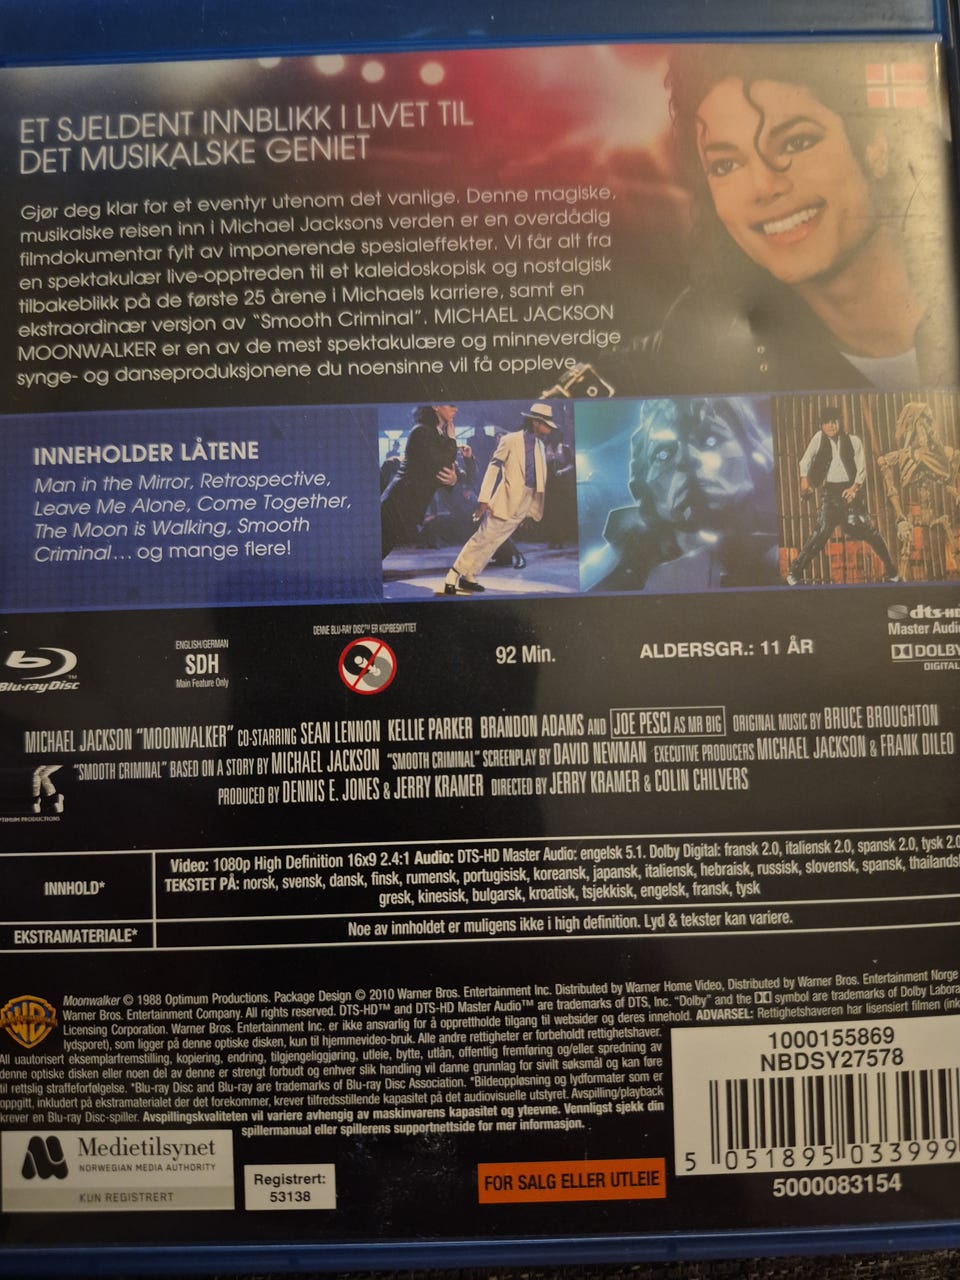 ET SJELDENT INNBLIKK I LIVET TIL
DET MUSIKALSKE GENIET
Gjør deg klar for et eventyr utenom det vanlige. Denne magiske,
musikalske reisen inn i Michael Jacksons verden er en overdådig
filmdokumentar fylt av imponerende spesialeffekter. Vi får alt fra
en spektakulær live-opptreden til et kaleidoskopisk og nostalgisk
tilbakeblikk på de første 25 årene i Michaels karriere, samt en
ekstraordinær versjon av "Smooth Criminal". MICHAEL JACKSON
MOONWALKER er en av de mest spektakulære og minneverdige
synge- og danseproduksjonene du noensinne vil få oppleve.
INNEHOLDER LÅTENE
Man in the Mirror, Retrospective,
Leave Me Alone, Come Together,
The Moon is Walking, Smooth
Criminal... og mange flere!
Blu-ray Disc™
ENGLISH/GERMAN
SDH
Main Feature Only
DENNE BLU-RAY DISC™ ER KOPIBESKYTTET
92 Min.
ALDERSGR.: 11 ÅR
dts-HD
Master Audio
DOLBY
DIGITAL
MICHAEL JACKSON "MOONWALKER" CO-STARRING SEAN LENNON KELLIE PARKER BRANDON ADAMS AND JOE PESCI AS MR BIG ORIGINAL MUSIC BY BRUCE BROUGHTON
"SMOOTH CRIMINAL" BASED ON A STORY BY MICHAEL JACKSON "SMOOTH CRIMINAL" SCREENPLAY BY DAVID NEWMAN EXECUTIVE PRODUCERS MICHAEL JACKSON & FRANK DILEO
PRODUCED BY DENNIS E. JONES & JERRY KRAMER DIRECTED BY JERRY KRAMER & COLIN CHILVERS
PRODUCTIONS
INNHOLD*
Video: 1080p High Definition 16x9 2.4:1 Audio: DTS-HD Master Audio: engelsk 5.1. Dolby Digital: fransk 2.0, italiensk 2.0, spansk 2.0, tysk 2.0
TEKSTET PÅ: norsk, svensk, dansk, finsk, rumensk, portugisisk, koreansk, japansk, italiensk, hebraisk, russisk, slovensk, spansk, thailandsk
gresk, kinesisk, bulgarsk, kroatisk, tsjekkisk, engelsk, fransk, tysk
EKSTRAMATERIALE*
Noe av innholdet er muligens ikke i high definition. Lyd & tekster kan variere.
WB
Moonwalker © 1988 Optimum Productions. Package Design © 2010 Warner Bros. Entertainment Inc. Distributed by Warner Home Video, Distributed by Warner Bros. Entertainment Norge
Warner Bros. Entertainment Company. All rights reserved. DTS-HD™ and DTS-HD Master Audio™ are trademarks of DTS, Inc. "Dolby" and the symbol are trademarks of Dolby Labora
Licensing Corporation. Warner Bros. Entertainment Inc. er ikke ansvarlig for å opprettholde tilgang til websider og deres innehold. ADVARSEL: Rettighetshaveren har lisensiert filmen (ink
lydsporet), som ligger på denne optiske disken, kun til hjemmevideo-bruk. Alle andre rettigheter er forbeholdt rettighetshaver.
All uautorisert eksemplarfremstilling, kopiering, endring, tilgjengeliggjøring, utleie, bytte, utlån, offentlig fremføring og/eller spredning av
denne optiske disken eller noen del av denne er strengt forbudt og enhver slik handling vil danne grunnlag for sivilt søksmål og kan føre
til rettslig straffeforfølgelse. *Blu-ray Disc and Blu-ray are trademarks of Blu-ray Disc Association. *Bildeoppløsning og lydformater som er
oppgitt, inkludert på eksemplarer der det forekommer, krever tilfredsstillende kapasitet på det audiovisuelle utstyret. Avspilling/playback
krever en Blu-ray Disc-spiller. Avspillingskvaliteten vil variere avhengig av maskinvarens kapasitet og yteevne. Vennligst sjekk din
spillermanual eller spillerens supportnettside for mer informasjon.
1000155869
NBDSY27578
5 051895 033999
5000083154
Medietilsynet
NORWEGIAN MEDIA AUTHORITY
KUN REGISTRERT
Registrert:
53138
FOR SALG ELLER UTLEIE